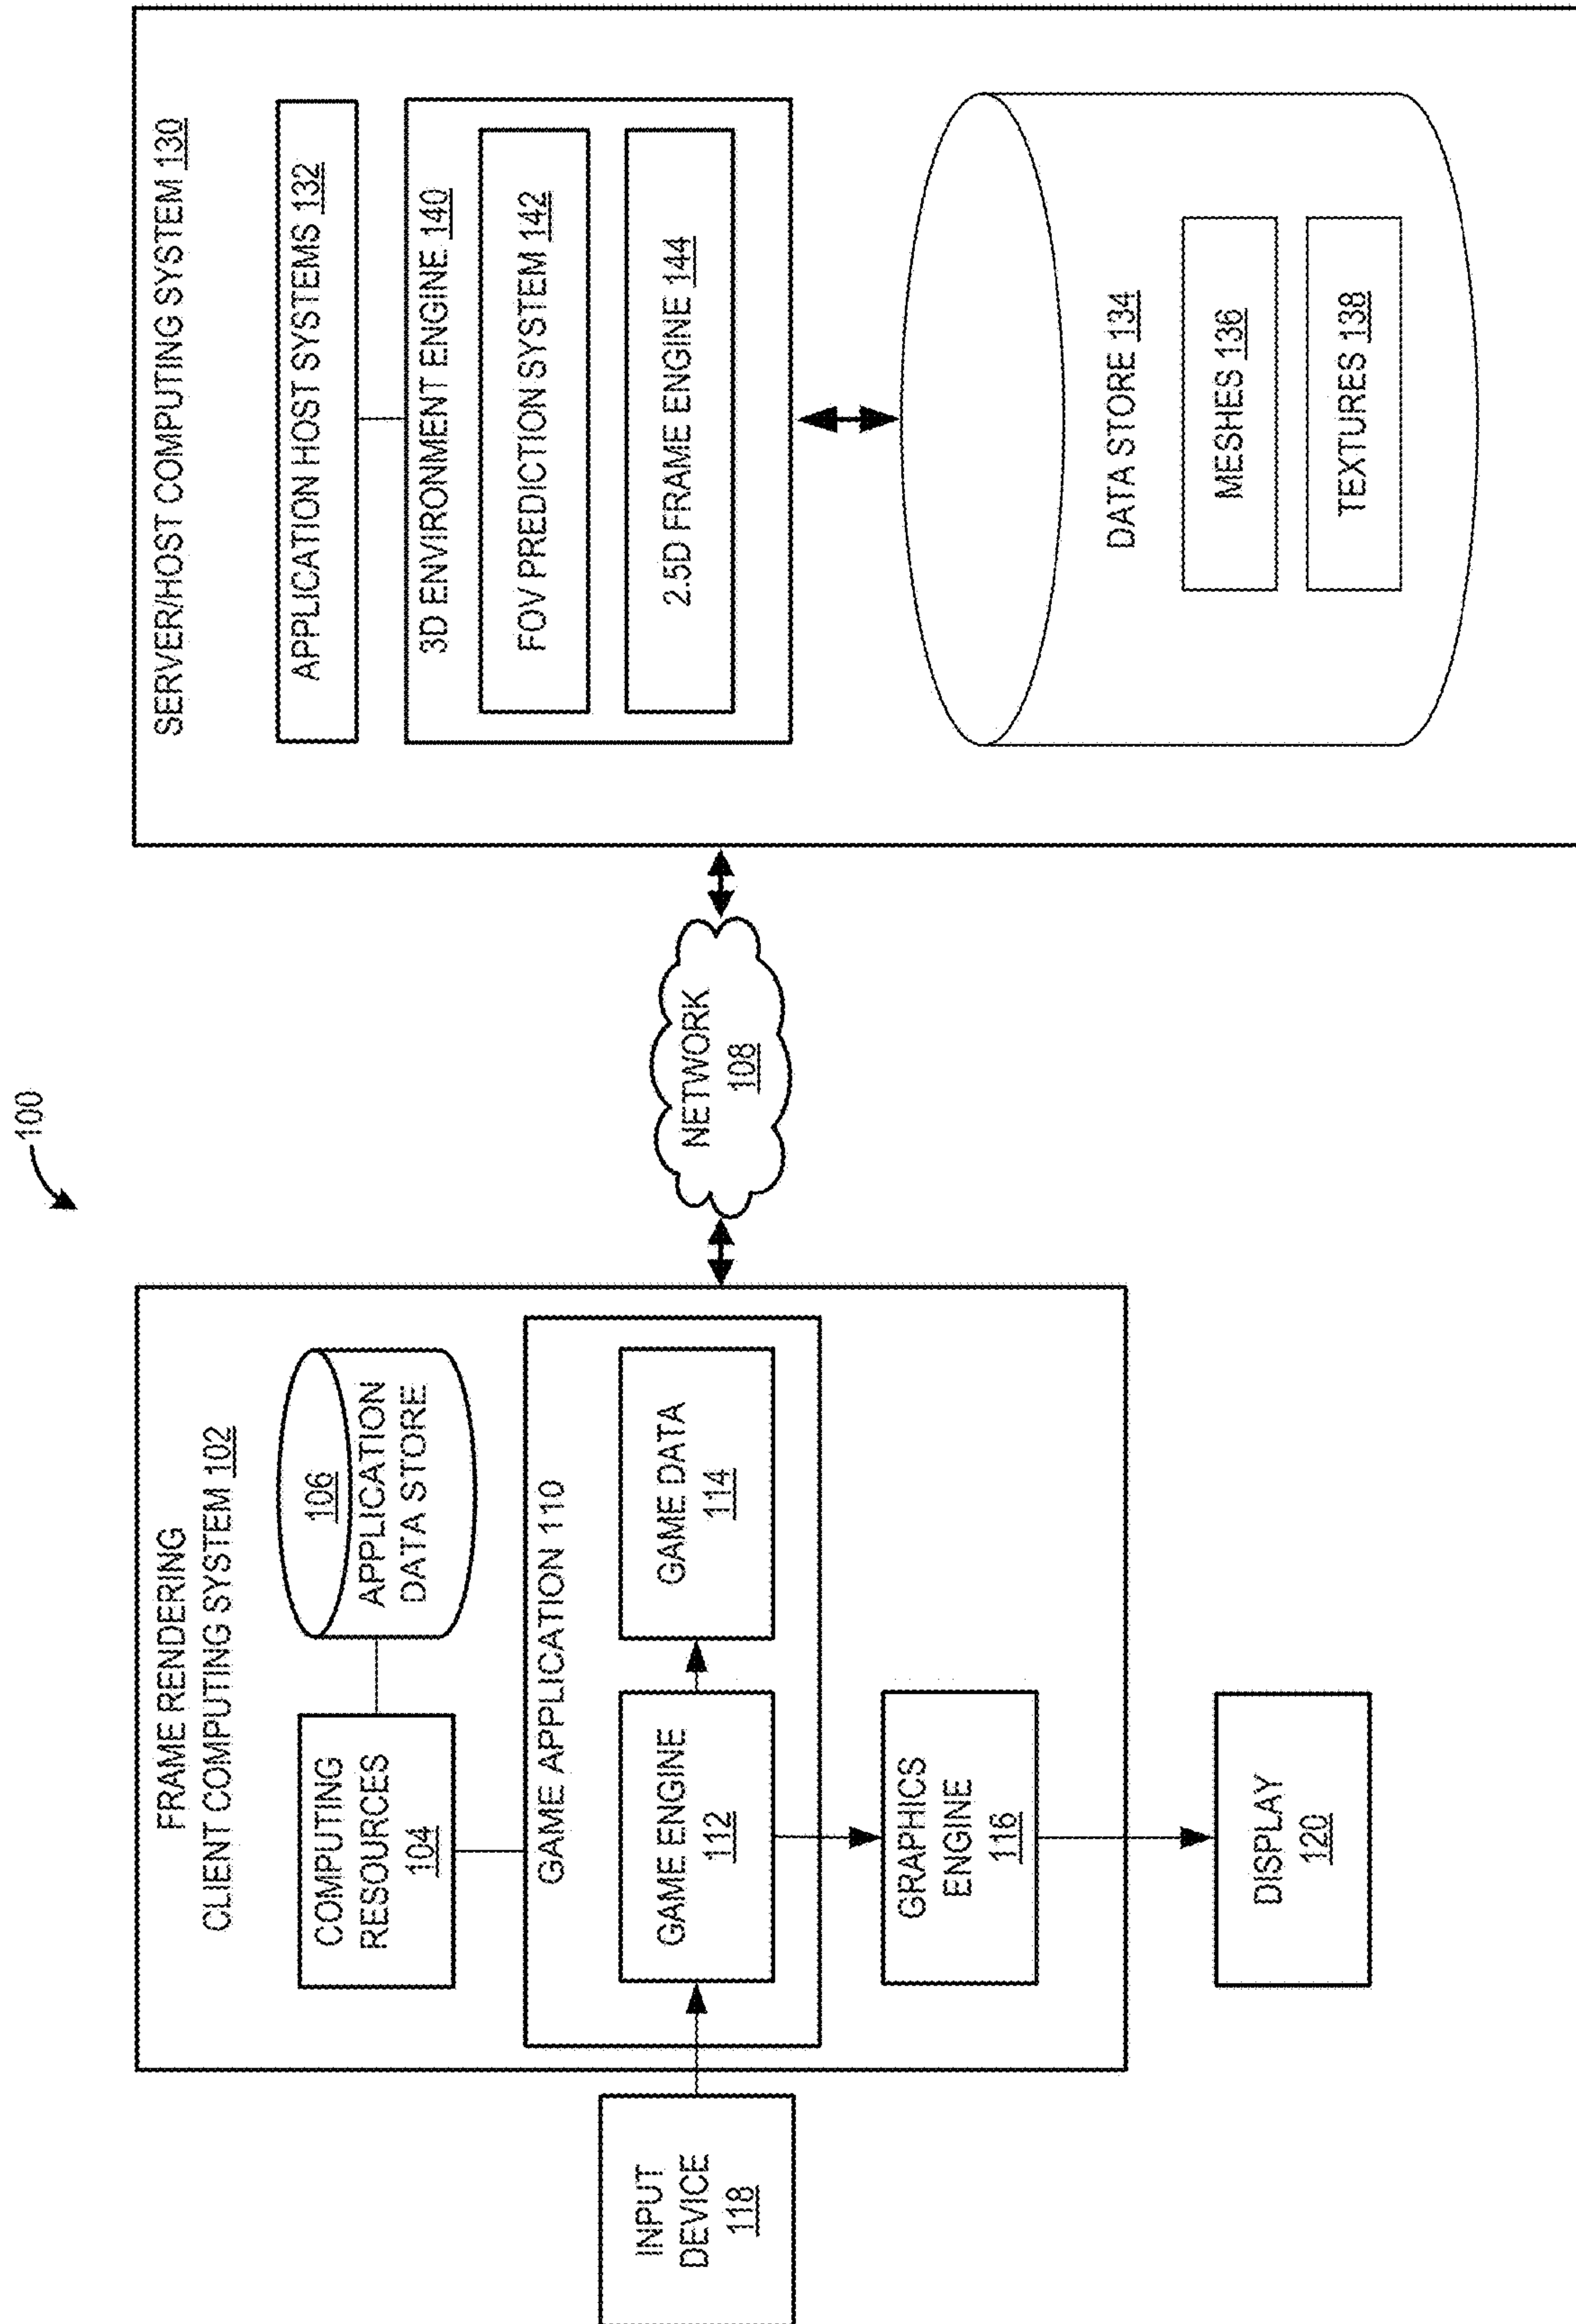 100
FRAME RENDERING
CLIENT COMPUTING SYSTEM 102
COMPUTING
RESOURCES
104
106
APPLICATION
DATA STORE
GAME APPLICATION 110
GAME ENGINE
112
GAME DATA
114
GRAPHICS
ENGINE
116
INPUT
DEVICE
118
DISPLAY
120
NETWORK
108
SERVER/HOST COMPUTING SYSTEM 130
APPLICATION HOST SYSTEMS 132
3D ENVIRONMENT ENGINE 140
FOV PREDICTION SYSTEM 142
2.5D FRAME ENGINE 144
DATA STORE 134
MESHES 136
TEXTURES 138